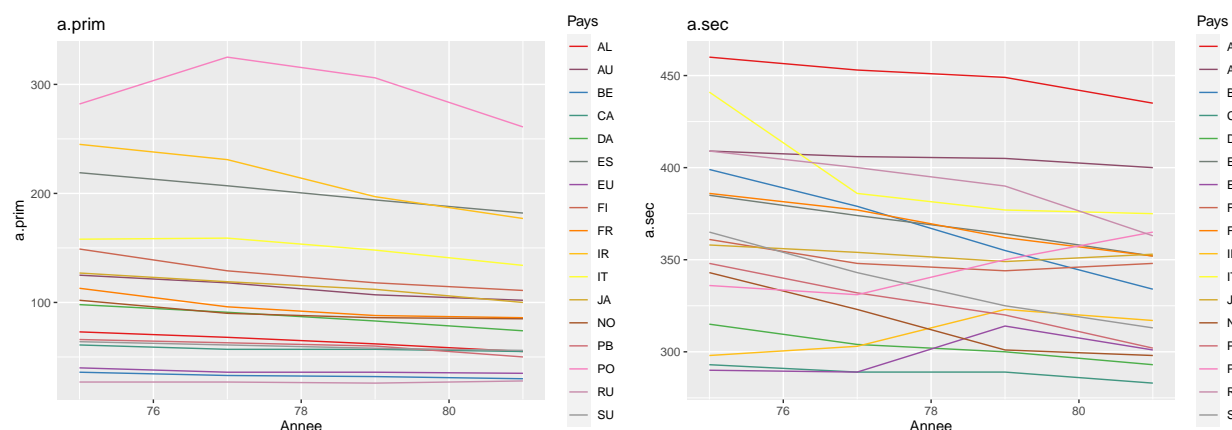 a.prim
a.prim
300
200
100
76
78
80
Annee
Pays
AL
AU
BE
CA
DA
ES
EU
FI
FR
IR
IT
JA
NO
PB
PO
RU
SU
a.sec
a.sec
450
400
350
300
76
78
80
Annee
Pays
A
A
B
C
D
E
E
F
F
I
I
J
N
P
P
R
S